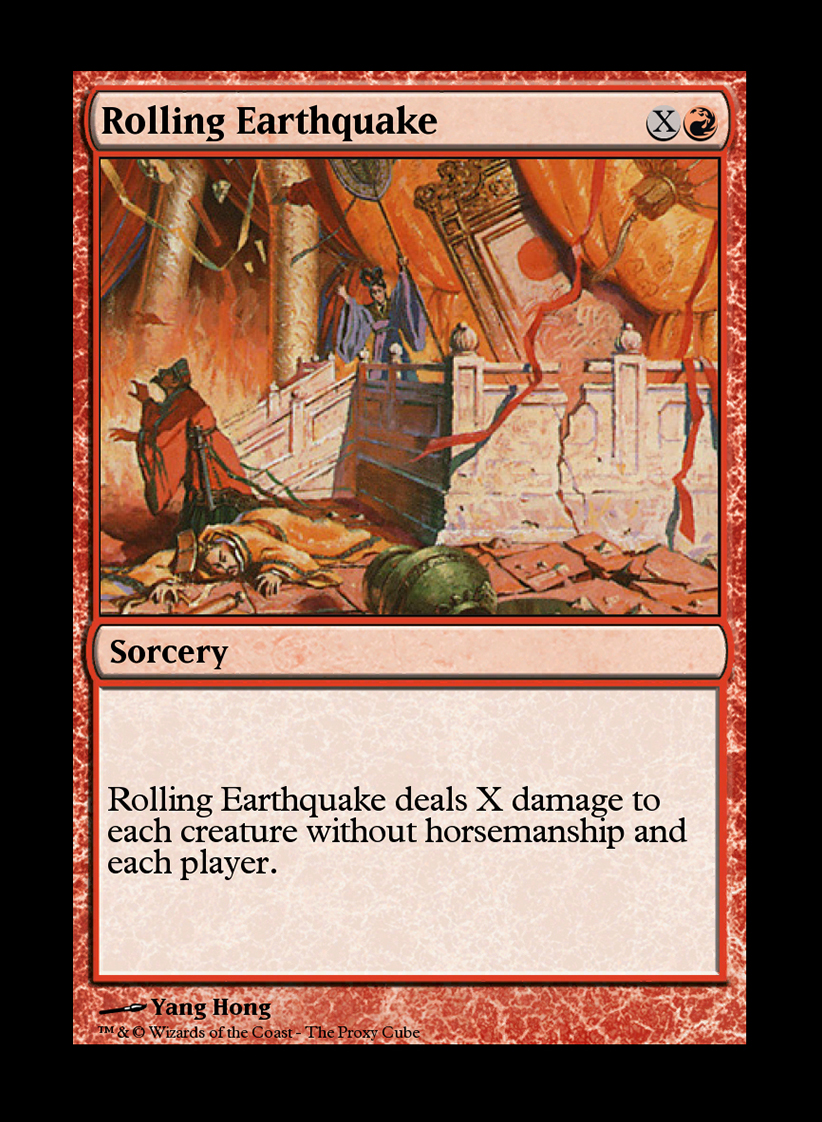 Rolling Earthquake X
Sorcery
Rolling Earthquake deals X damage to
each creature without horsemanship and
each player.
Yang Hong
™ & © Wizards of the Coast - The Proxy Cube